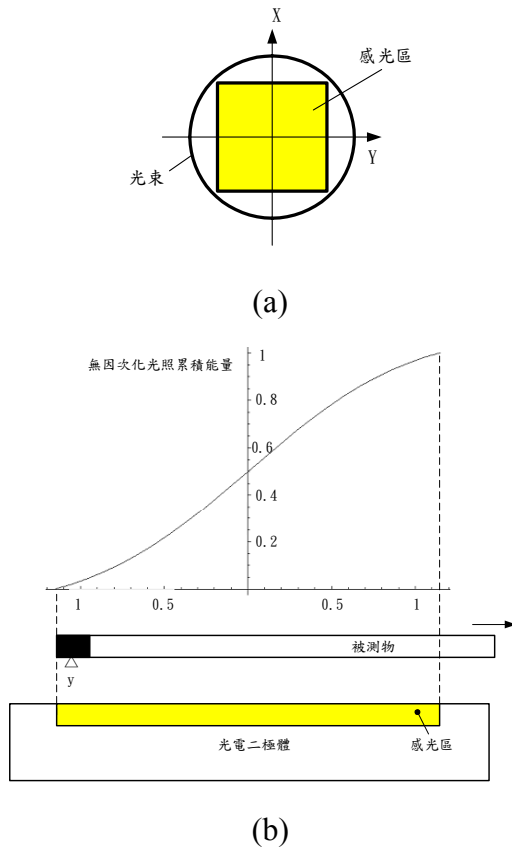 X
感光區
Y
光束
(a)
無因次化光照累積能量
1
0.8
0.6
0.4
0.2
1 0.5 0.5 1
被測物
y
光電二極體 感光區
(b)